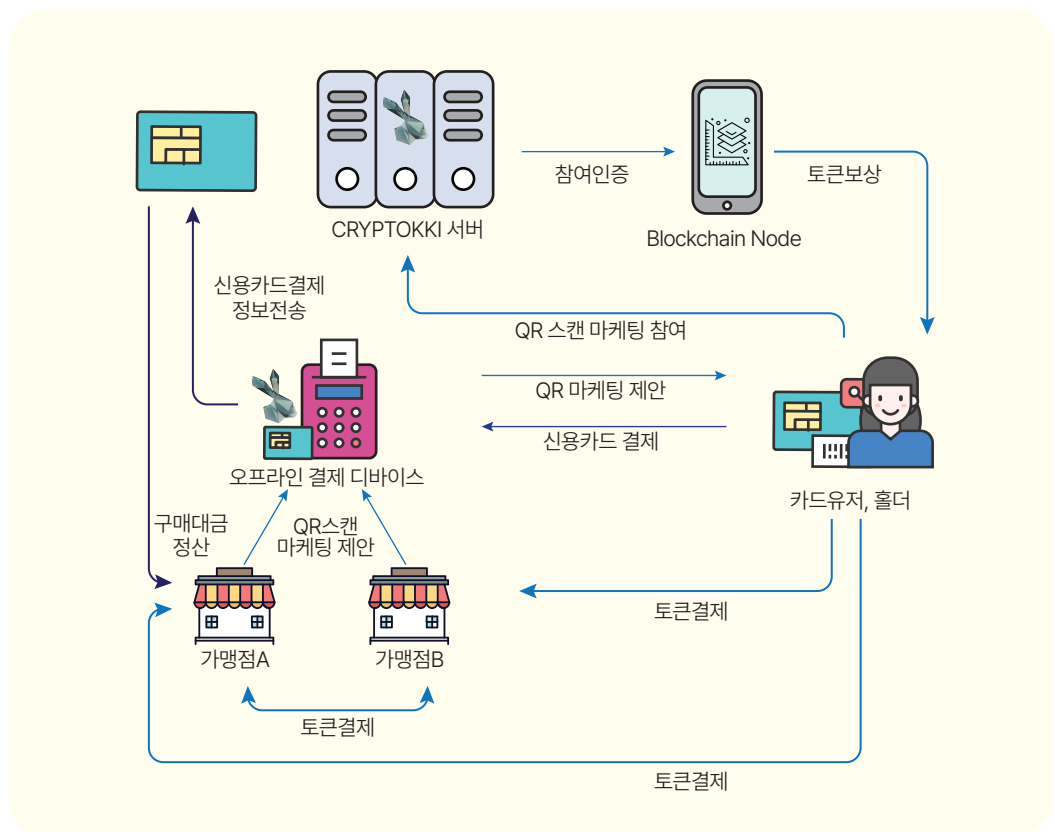 참여인증
토큰보상
CRYPTOKKI 서버
Blockchain Node
신용카드결제
정보전송
QR 스캔 마케팅 참여
QR 마케팅 제안
신용카드 결제
오프라인 결제 디바이스
카드유저, 홀더
구매대금
정산
QR스캔
마케팅 제안
토큰결제
가맹점A
가맹점B
토큰결제
토큰결제